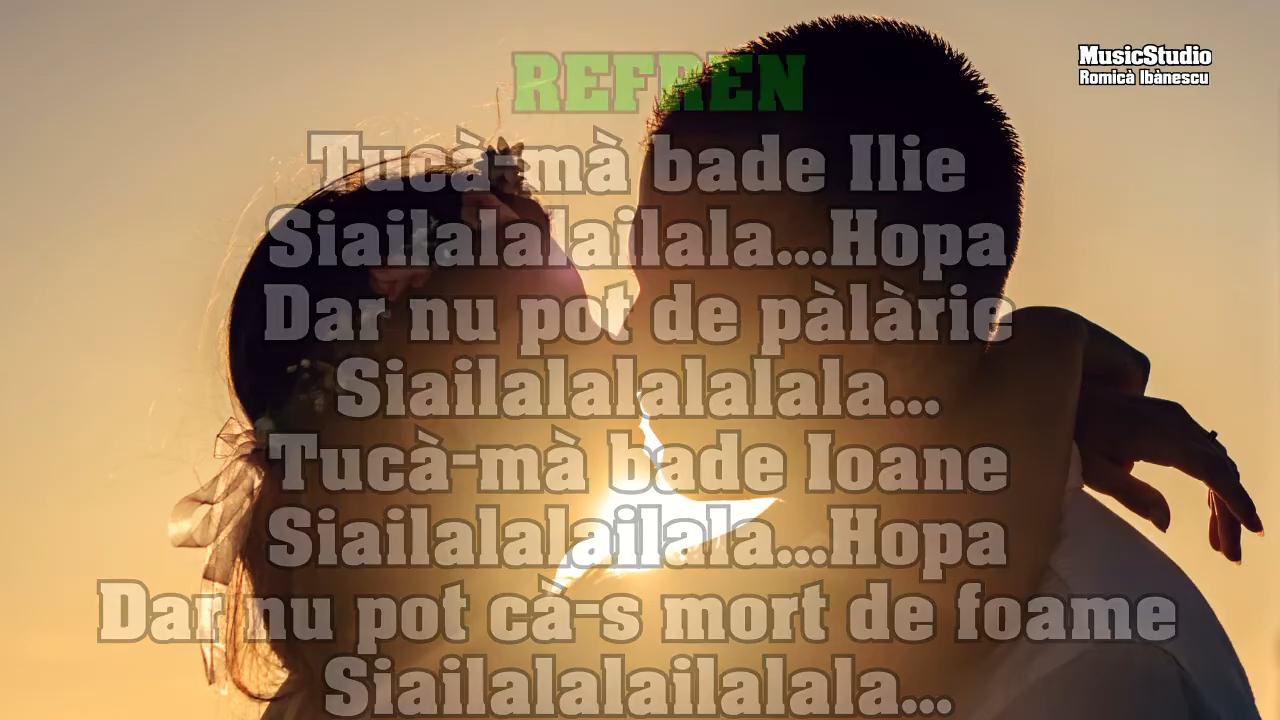 MusicStudio
Romicà Ibànescu
REFREN
Tucà-mà bade Ilie
Siailalalailala...Hopa
Dar nu pot de pàlàrie
Siailalalalalala...
Tucà-mà bade Ioane
Siailalalailala...Hopa
Dar nu pot cà-s mort de foame
Siailalalailalala...